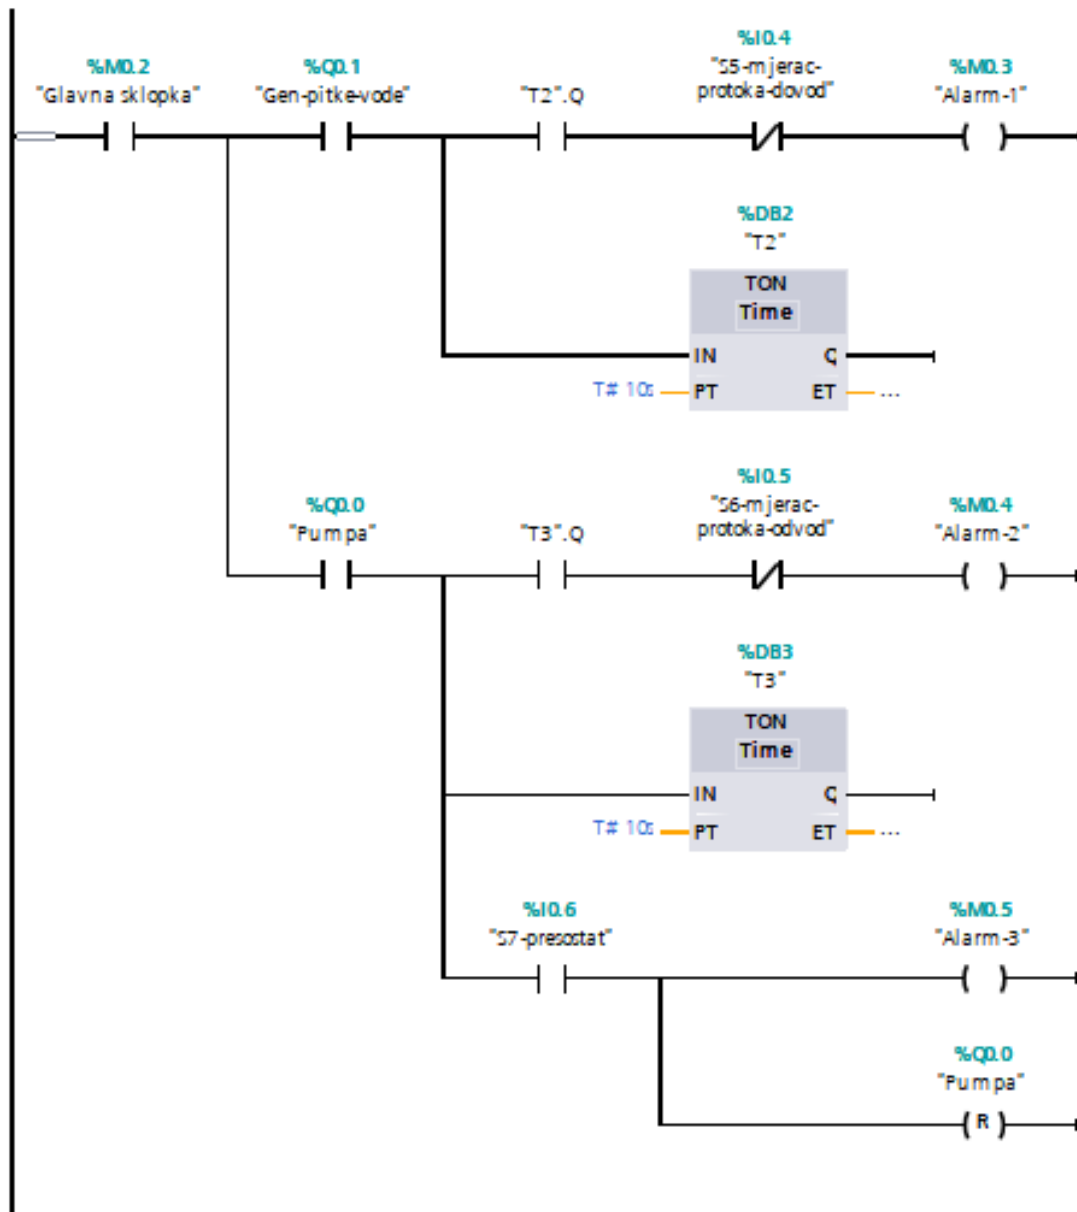 %M0.2
"Glavna sklopka"
%Q0.1
"Gen-pitke-vode"
"T2".Q
%I0.4
"S5-mjerac-
protoka-dovod"
%M0.3
"Alarm-1"
%DB2
"T2"
TON
Time
IN
Q
T# 10s
PT
ET
...
%Q0.0
"Pumpa"
"T3".Q
%I0.5
"S6-mjerac-
protoka-odvod"
%M0.4
"Alarm-2"
%DB3
"T3"
TON
Time
IN
Q
T# 10s
PT
ET
...
%I0.6
"S7-presostat"
%M0.5
"Alarm-3"
%Q0.0
"Pumpa"
R